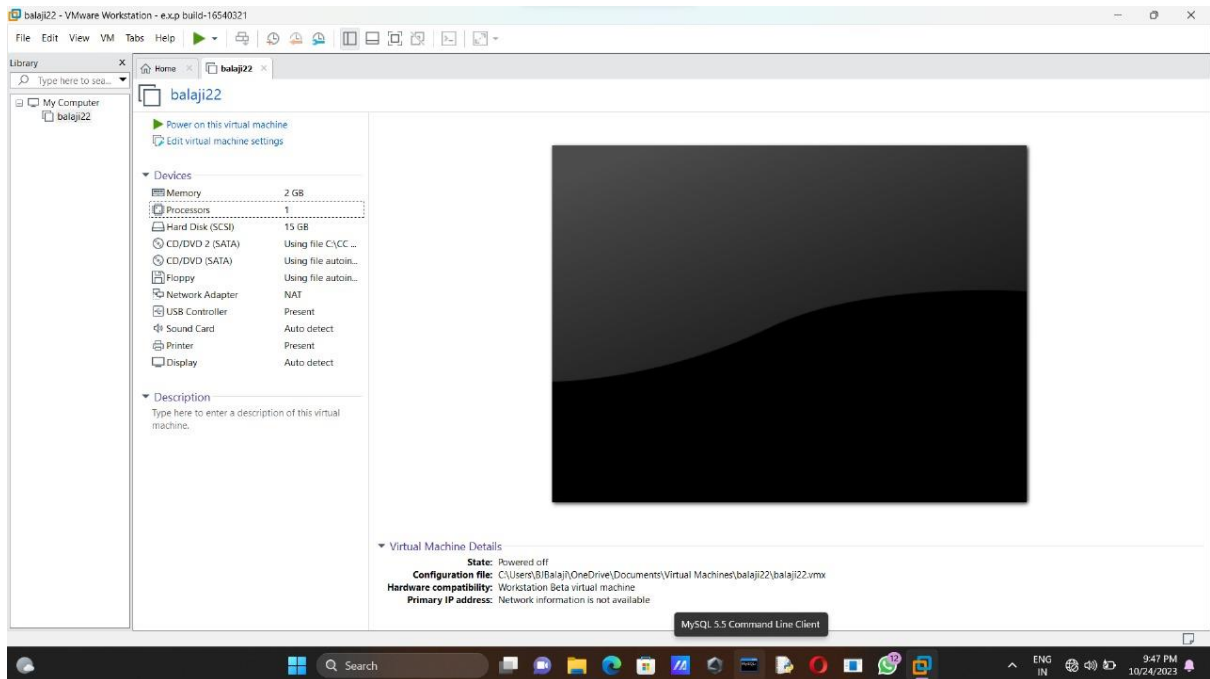 balaji22 - VMware Workstation - e.x.p build-16540321
File Edit View VM Tabs Help
Library X
Type here to sea...
My Computer
balaji22
Home
balaji22
balaji22
Power on this virtual machine
Edit virtual machine settings
Devices
Memory 2 GB
Processors 1
Hard Disk (SCSI) 15 GB
CD/DVD 2 (SATA) Using file C:\CC ...
CD/DVD (SATA) Using file autoin...
Floppy Using file autoin...
Network Adapter NAT
USB Controller Present
Sound Card Auto detect
Printer Present
Display Auto detect
Description
Type here to enter a description of this virtual
machine.
Virtual Machine Details
State: Powered off
Configuration file: C:\Users\BJBalaji\OneDrive\Documents\Virtual Machines\balaji22\balaji22.vmx
Hardware compatibility: Workstation Beta virtual machine
Primary IP address: Network information is not available
MySQL 5.5 Command Line Client
Search
12
ENG
IN
9:47 PM
10/24/2023